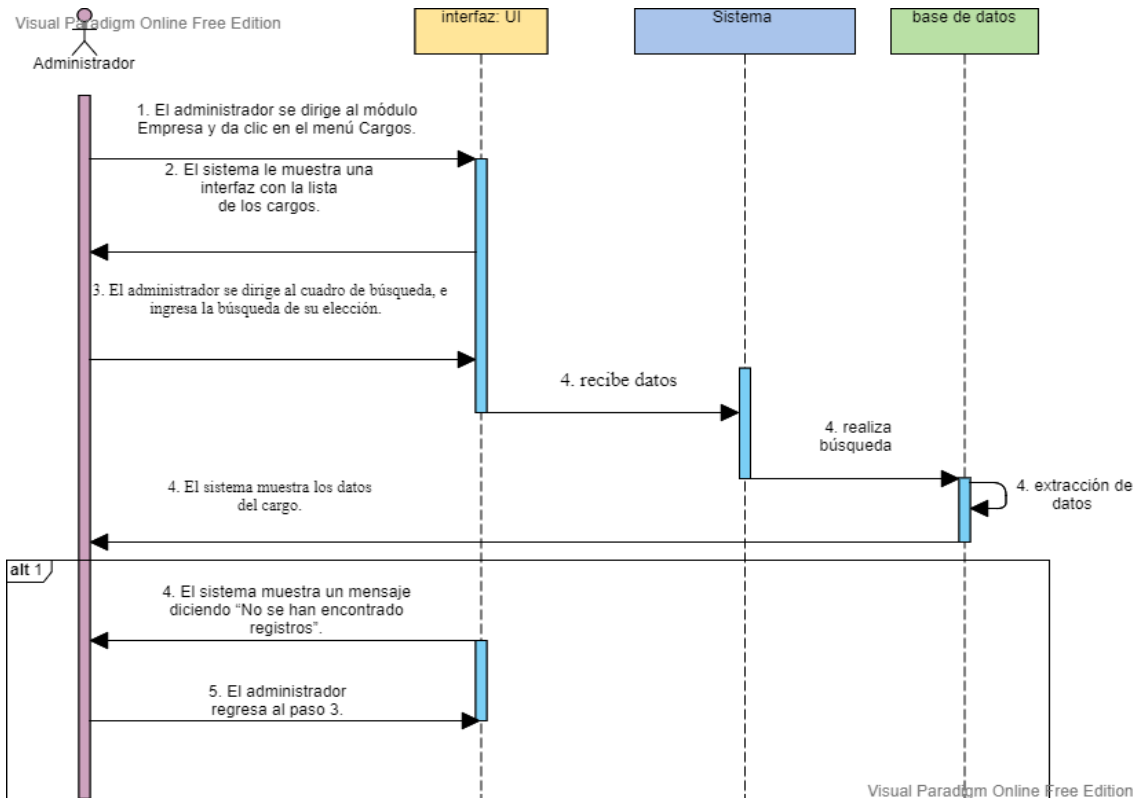 Visual Paradigm Online Free Edition
Administrador
interfaz: UI
Sistema
base de datos
1. El administrador se dirige al módulo
Empresa y da clic en el menú Cargos.
2. El sistema le muestra una
interfaz con la lista
de los cargos.
3. El administrador se dirige al cuadro de búsqueda, e
ingresa la búsqueda de su elección.
4. recibe datos
4. realiza
búsqueda
4. extracción de
datos
4. El sistema muestra los datos
del cargo.
alt 1
4. El sistema muestra un mensaje
diciendo “No se han encontrado
registros”.
5. El administrador
regresa al paso 3.
Visual Paradigm Online Free Edition